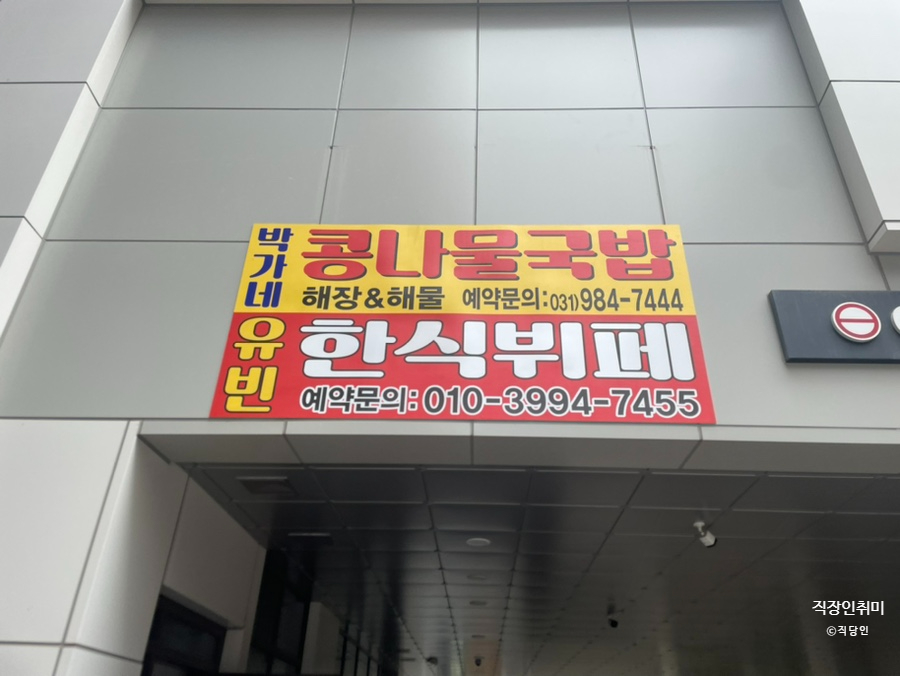 박가네
콩나물국밥
해장&해물 예약문의:031)984-7444
유빈
한식뷔페
예약문의:010-3994-7455
직장인취미
©직당인